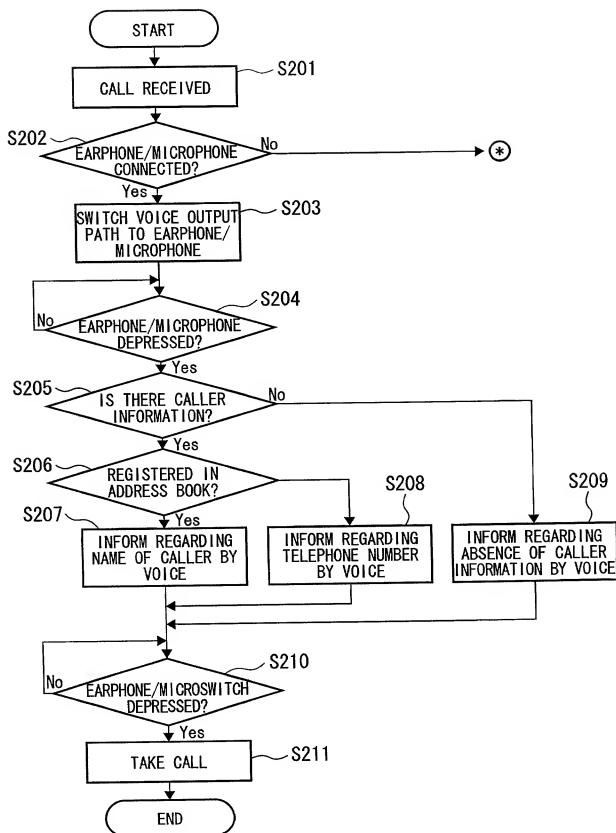 START
S201
CALL RECEIVED
S202
EARPHONE/MICROPHONE
CONNECTED?
No
*
Yes
S203
SWITCH VOICE OUTPUT
PATH TO EARPHONE/
MICROPHONE
S204
No
EARPHONE/MICROPHONE
DEPRESSED?
Yes
S205
IS THERE CALLER
INFORMATION?
No
Yes
S206
REGISTERED IN
ADDRESS BOOK?
S207
Yes
S208
S209
INFORM REGARDING
NAME OF CALLER BY
VOICE
INFORM REGARDING
TELEPHONE NUMBER
BY VOICE
INFORM REGARDING
ABSENCE OF CALLER
INFORMATION BY VOICE
S210
No
EARPHONE/MICROSWITCH
DEPRESSED?
Yes
S211
TAKE CALL
END